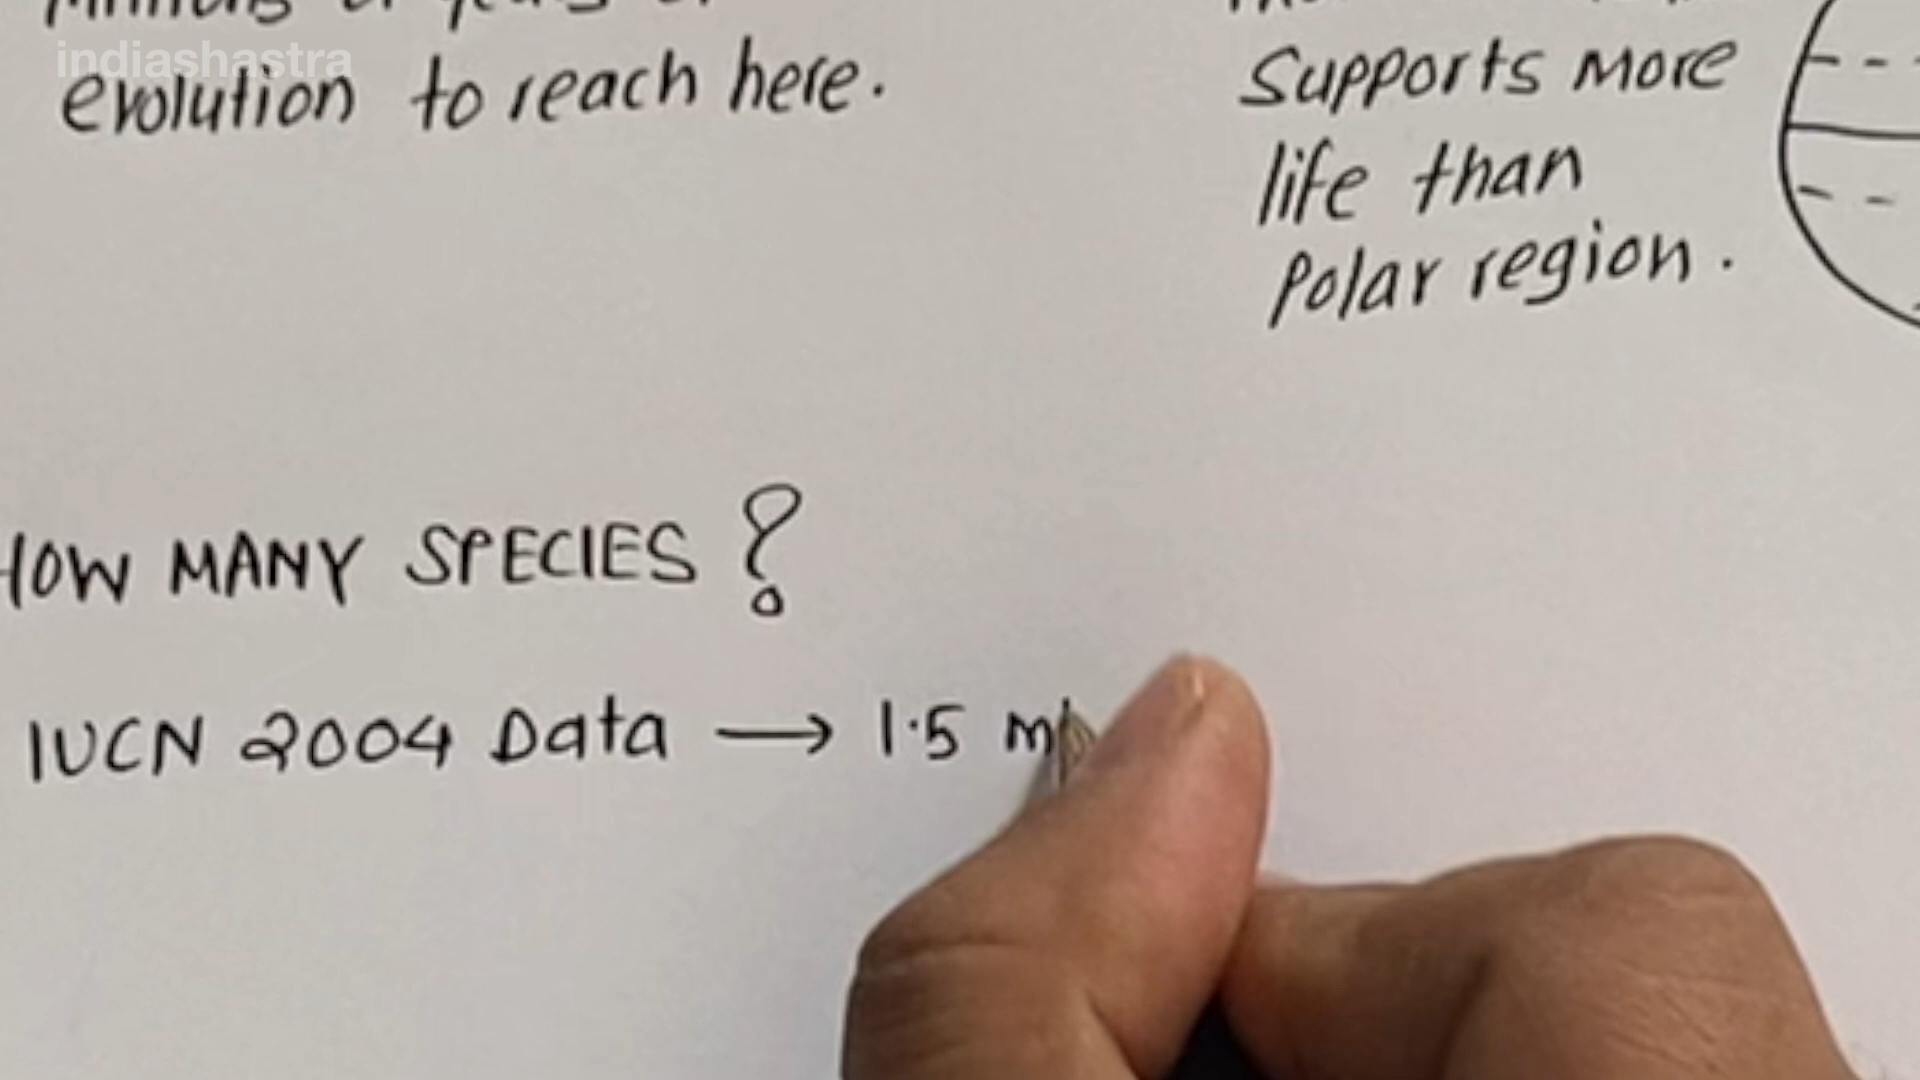 indiashastra
evolution to reach here.
Supports more
life than
Polar region.
HOW MANY SPECIES ?
IUCN 2004 Data → 1.5